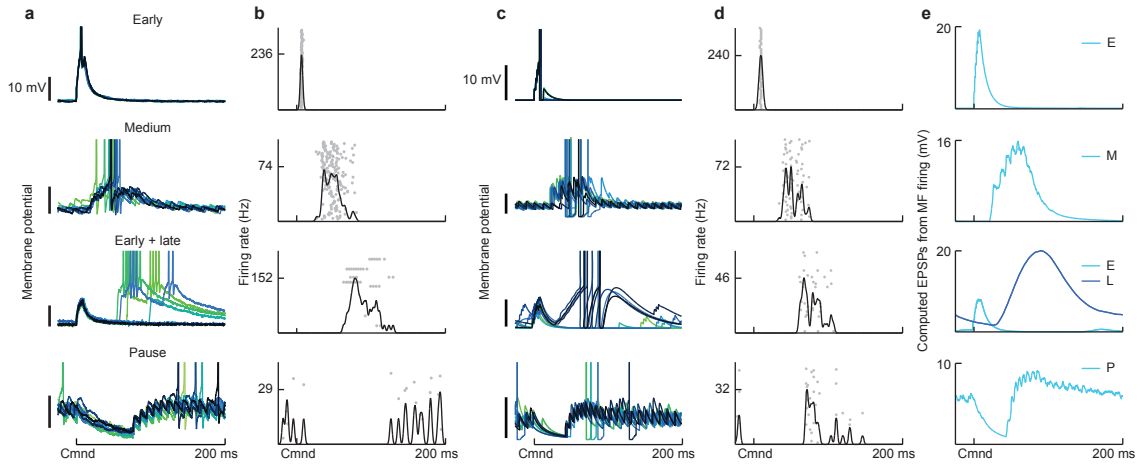 a
b
c
d
e
Early
10 mV
Membrane potential
Medium
Early + late
Pause
Cmnd
200 ms
Firing rate (Hz)
236
74
152
29
Cmnd
200 ms
10 mV
Membrane potential
Cmnd
200 ms
Firing rate (Hz)
240
72
46
32
Cmnd
200 ms
Computed EPSPs from MF firing (mV)
20
E
16
M
20
E
L
10
P
Cmnd
200 ms